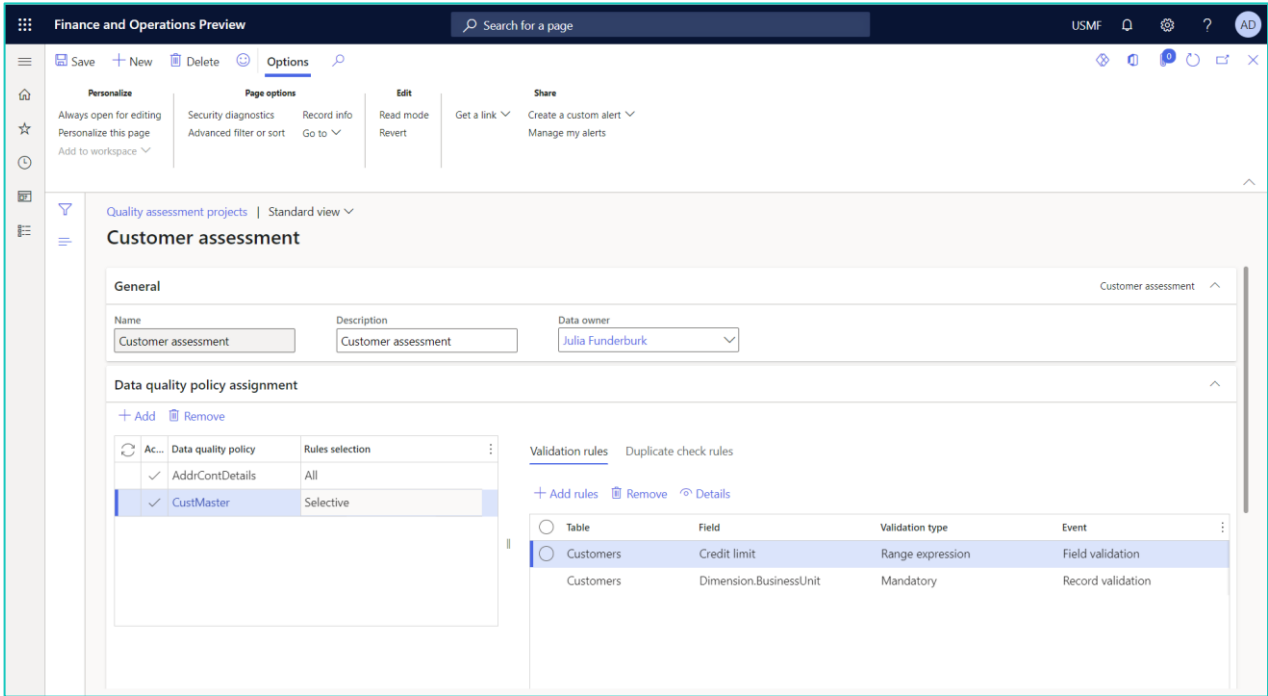 Finance and Operations Preview
Search for a page
USMF
?
AD
Save
New
Delete
Options
0
Personalize
Page options
Edit
Share
Always open for editing
Security diagnostics
Record info
Read mode
Get a link
Create a custom alert
Personalize this page
Advanced filter or sort
Go to
Revert
Manage my alerts
Add to workspace
Quality assessment projects | Standard view
Customer assessment
General
Customer assessment
Name
Description
Data owner
Customer assessment
Customer assessment
Julia Funderburk
Data quality policy assignment
Add
Remove
Ac...
Data quality policy
Rules selection
AddrContDetails
All
CustMaster
Selective
Validation rules
Duplicate check rules
Add rules
Remove
Details
Table
Field
Validation type
Event
Customers
Credit limit
Range expression
Field validation
Customers
Dimension.BusinessUnit
Mandatory
Record validation